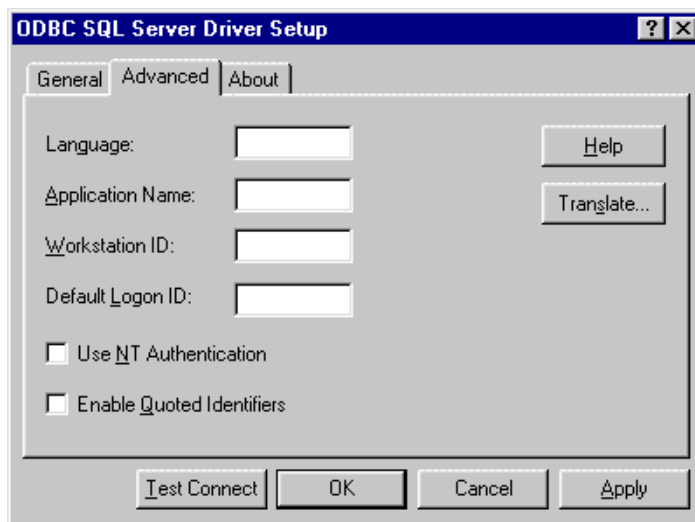 ODBC SQL Server Driver Setup
General Advanced About
Language:
Help
Application Name:
Translate...
Workstation ID:
Default Logon ID:
Use NT Authentication
Enable Quoted Identifiers
Test Connect OK Cancel Apply